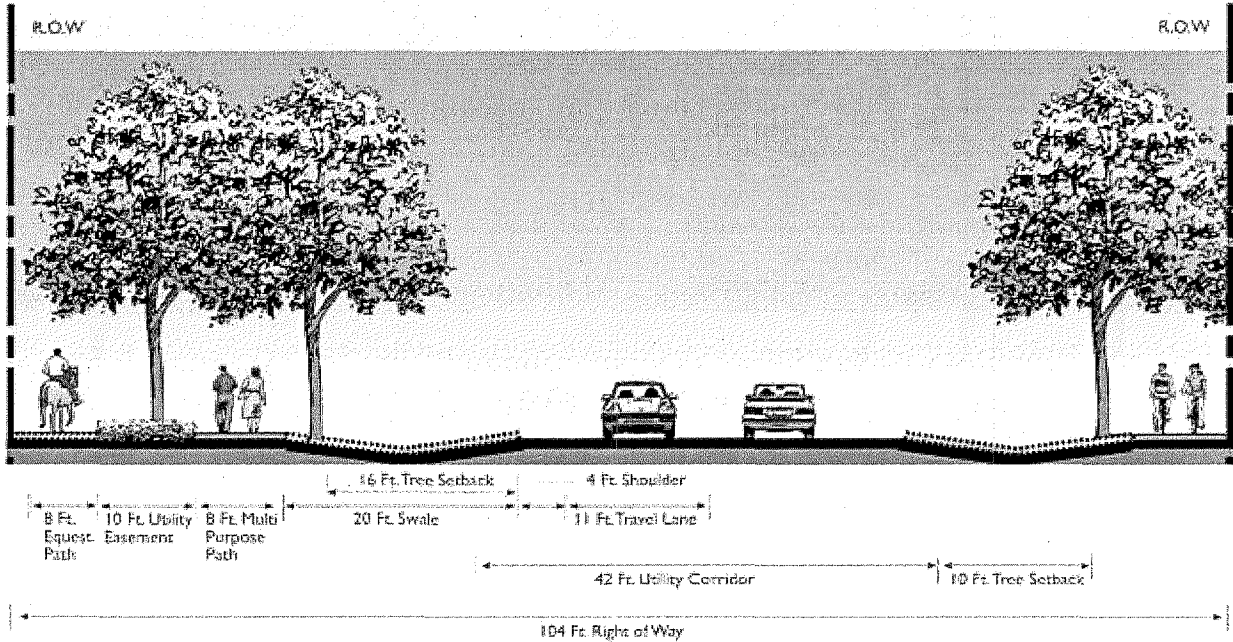 R.O.W
R.O.W
16 Ft. Tree Setback
4 Ft. Shoulder
8 Ft.
Equest.
Path
10 Ft. Utility
Easement
8 Ft. Multi
Purpose
Path
20 Ft. Swale
11 Ft. Travel Lane
42 Ft. Utility Corridor
10 Ft. Tree Setback
104 Ft. Right of Way